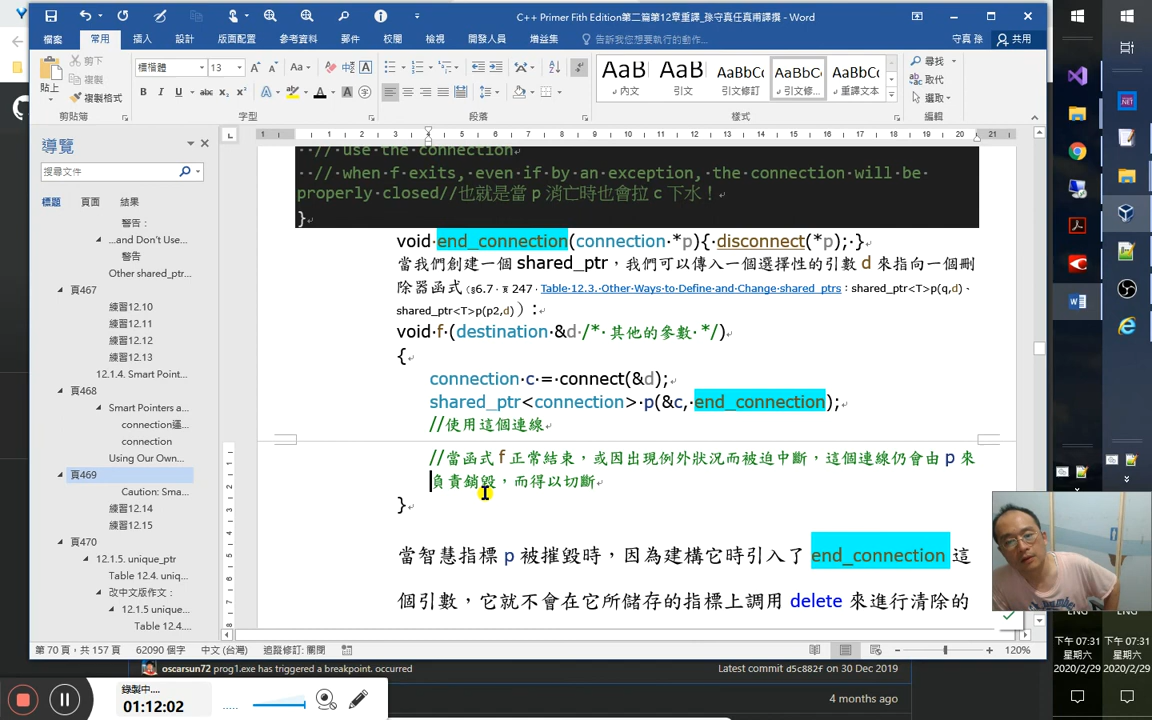 C++ Primer Fith Edition第二篇第12章重譯_孫守真任真甫譯撰 - Word
檔案 常用 插入 設計 版面配置 參考資料 郵件 校閱 檢視 開發人員 增益集 告訴我您想要執行的動作... 守真 孫 共用
貼上 剪下 複製 複製格式
標楷體 13
AaBbC AaBbC AaBbCc AaBbC AaBbCc
內文 引文 引文修訂 引文修... 重譯文本
尋找 取代 選取
剪貼簿 字型 段落 樣式 編輯
導覽
搜尋文件
標題 頁面 結果
警告：
...and Don't Use...
警告
Other shared_ptr...
頁467
練習12.10
練習12.11
練習12.12
練習12.13
12.1.4. Smart Point...
頁468
Smart Pointers a...
connection
Using Our Own...
頁469
Caution: Sma...
練習12.14
練習12.15
頁470
12.1.5. unique_ptr
Table 12.4. uniq...
改中文版作文：
12.1.5 unique...
Table 12.4...
// use the connection
// when f exits, even if by an exception, the connection will be
properly closed//也就是當 p 消亡時也會拉 c 下水！
}
void end_connection(connection *p){ disconnect(*p); }
當我們創建一個 shared_ptr，我們可以傳入一個選擇性的引數 d 來指向一個刪
除器函式（§6.7 頁 247 Table 12.3. Other Ways to Define and Change shared_ptrs：shared_ptr<T>p(q,d)、
shared_ptr<T>p(p2,d)）：
void f (destination &d /* 其他的參數 */)
{
connection c = connect(&d);
shared_ptr<connection> p(&c, end_connection);
//使用這個連線
//當函式 f 正常結束，或因出現例外狀況而被迫中斷，這個連線仍會由 p 來
負責銷毀，而得以切斷
}
當智慧指標 p 被摧毀時，因為建構它時引入了 end_connection 這
個引數，它就不會在它所儲存的指標上調用 delete 來進行清除的
第 70 頁，共 157 頁 62090 個字 中文 (台灣) 追蹤修訂: 關閉 120%
oscarsun72 prog1.exe has triggered a breakpoint. occurred Latest commit d5c882f on 30 Dec 2019
4 months ago
錄製中....
01:12:02
下午 07:31
星期六
2020/2/29
下午 07:31
星期六
2020/2/29